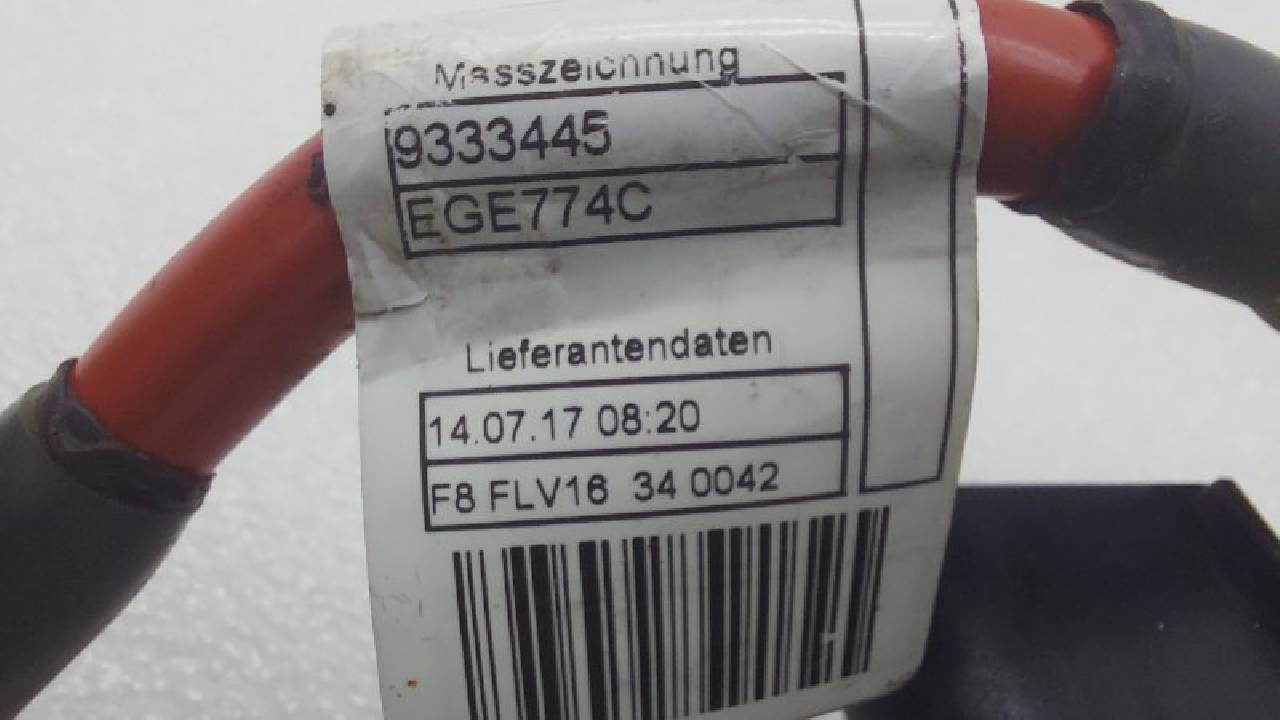 Masszeichnung
9333445
EGE774C
Lieferantendaten
14.07.17 08:20
F8 FLV16 34 0042